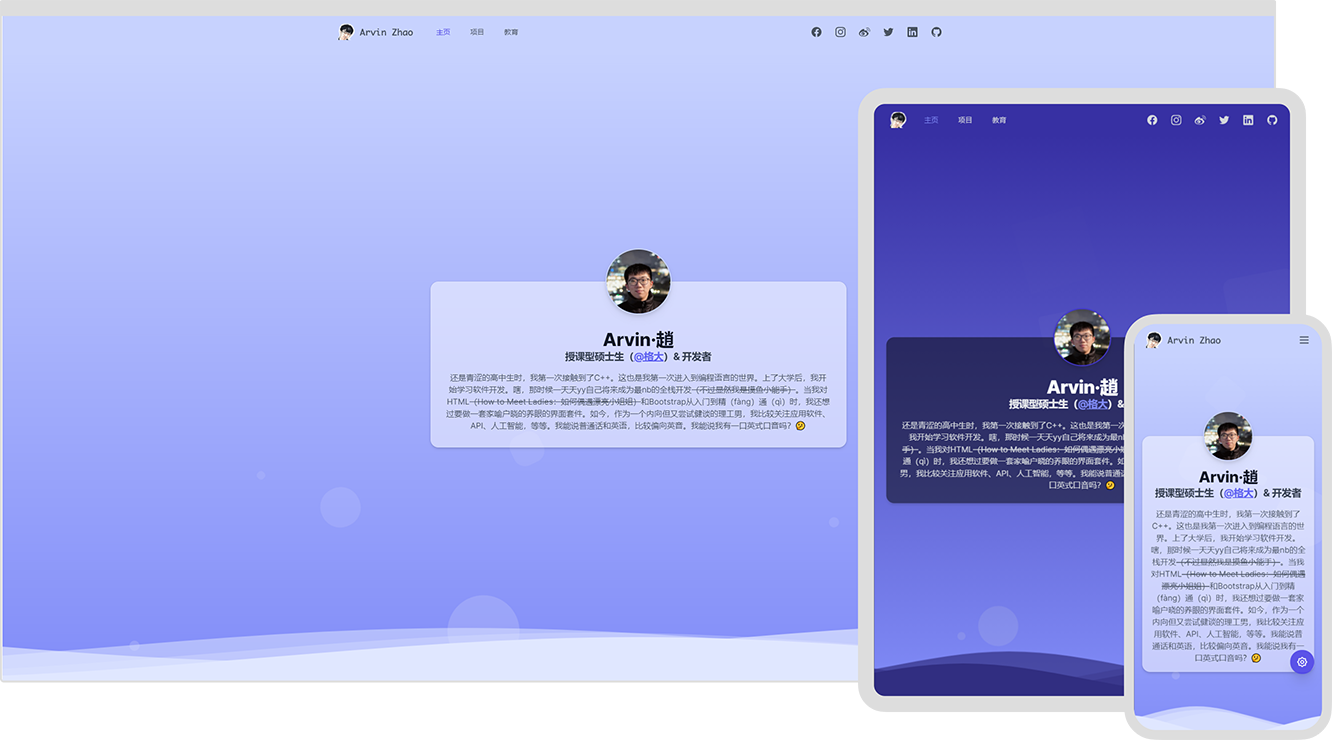 Arvin Zhao 主页 项目 教育
Arvin·趙
授课型硕士生（@格大）& 开发者
还是青涩的高中生时，我第一次接触到了C++。这也是我第一次进入到编程语言的世界。上了大学后，我开
始学习软件开发。嗐，那时候一天天yy自己将来成为最nb的全栈开发（不过显然我是摸鱼小能手）。当我对
HTML（How to Meet Ladies：如何偶遇漂亮小姐姐）和Bootstrap从入门到精（fàng）通（qì）时，我还想
过要做一套家喻户晓的养眼的界面套件。如今，作为一个内向但又尝试健谈的理工男，我比较关注应用软件、
API、人工智能，等等。我能说普通话和英语，比较偏向英音。我能说我有一口英式口音吗？
主页 项目 教育
Arvin·趙
授课型硕士生（@格大）&
还是青涩的高中生时，我第一次接触到了C++。这也是我第一次
我开始学习软件开发。嗐，那时候一天天yy自己将来成为最nb
手）。当我对HTML（How to Meet Ladies：如何偶遇漂亮小姐
通（qì）时，我还想过要做一套家喻户晓的养眼的界面套件。如
男，我比较关注应用软件、API、人工智能，等等。我能说普通话
口英式口音吗？
Arvin Zhao
Arvin·趙
授课型硕士生（@格大）& 开发者
还是青涩的高中生时，我第一次接触到了
C++。这也是我第一次进入到编程语言的世
界。上了大学后，我开始学习软件开发。
嗐，那时候一天天yy自己将来成为最nb的全
栈开发（不过显然我是摸鱼小能手）。当我
对HTML（How to Meet Ladies：如何偶遇
漂亮小姐姐）和Bootstrap从入门到精
（fàng）通（qì）时，我还想过要做一套家
喻户晓的养眼的界面套件。如今，作为一个
内向但又尝试健谈的理工男，我比较关注应
用软件、API、人工智能，等等。我能说普
通话和英语，比较偏向英音。我能说我有一
口英式口音吗？